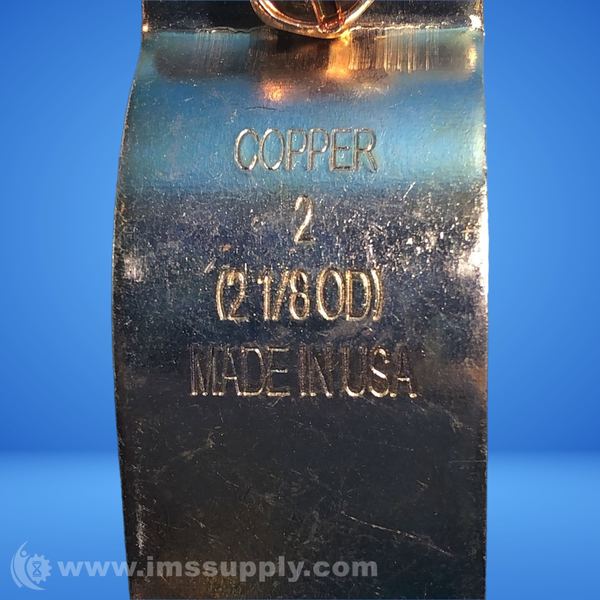 COPPER
2
(2 1/8 OD)
MADE IN USA
www.imssupply.com